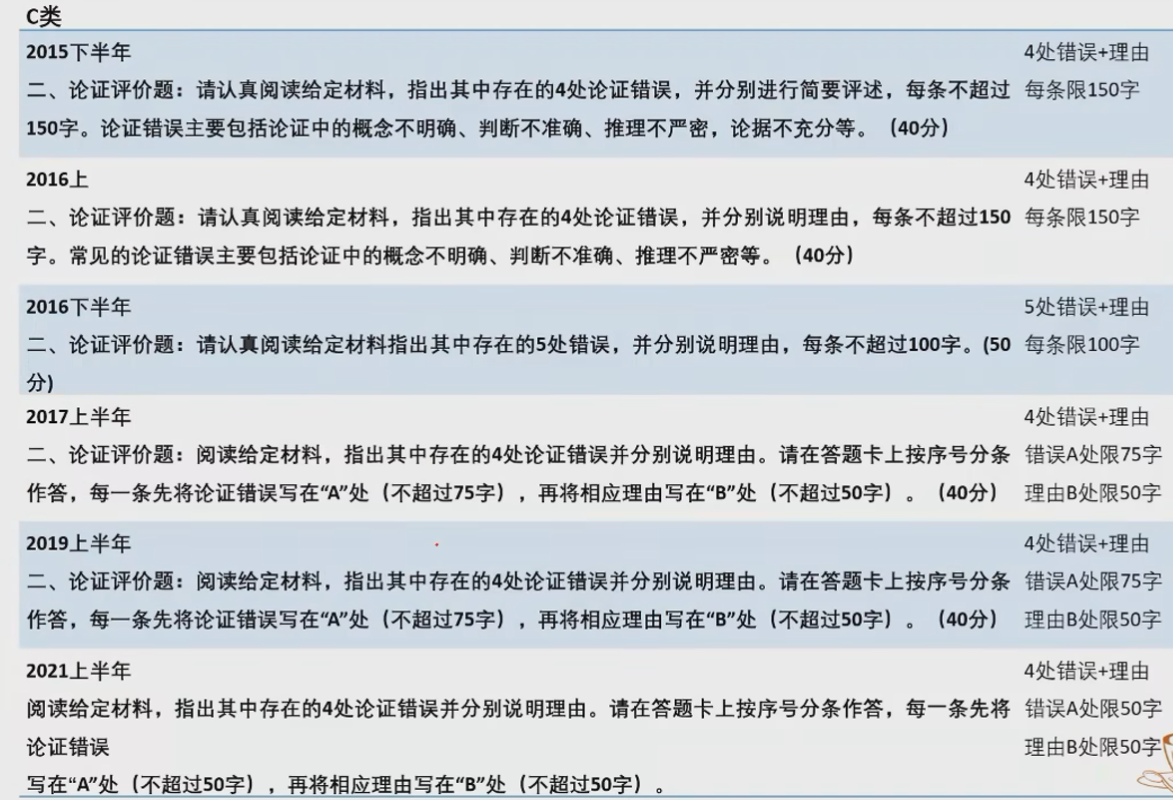 C类
2015下半年
4处错误+理由
二、论证评价题：请认真阅读给定材料，指出其中存在的4处论证错误，并分别进行简要评述，每条不超过
每条限150字
150字。论证错误主要包括论证中的概念不明确、判断不准确、推理不严密，论据不充分等。（40分）
2016上
4处错误+理由
二、论证评价题：请认真阅读给定材料，指出其中存在的4处论证错误，并分别说明理由，每条不超过150
每条限150字
字。常见的论证错误主要包括论证中的概念不明确、判断不准确、推理不严密等。（40分）
2016下半年
5处错误+理由
二、论证评价题：请认真阅读给定材料指出其中存在的5处错误，并分别说明理由，每条不超过100字。(50
每条限100字
分)
2017上半年
4处错误+理由
二、论证评价题：阅读给定材料，指出其中存在的4处论证错误并分别说明理由。请在答题卡上按序号分条
错误A处限75字
作答，每一条先将论证错误写在“A”处（不超过75字），再将相应理由写在“B”处（不超过50字）。（40分）
理由B处限50字
2019上半年
4处错误+理由
二、论证评价题：阅读给定材料，指出其中存在的4处论证错误并分别说明理由。请在答题卡上按序号分条
错误A处限75字
作答，每一条先将论证错误写在“A”处（不超过75字），再将相应理由写在“B”处（不超过50字）。（40分）
理由B处限50字
2021上半年
4处错误+理由
阅读给定材料，指出其中存在的4处论证错误并分别说明理由。请在答题卡上按序号分条作答，每一条先将
错误A处限50字
论证错误
理由B处限50字
写在“A”处（不超过50字），再将相应理由写在“B”处（不超过50字）。